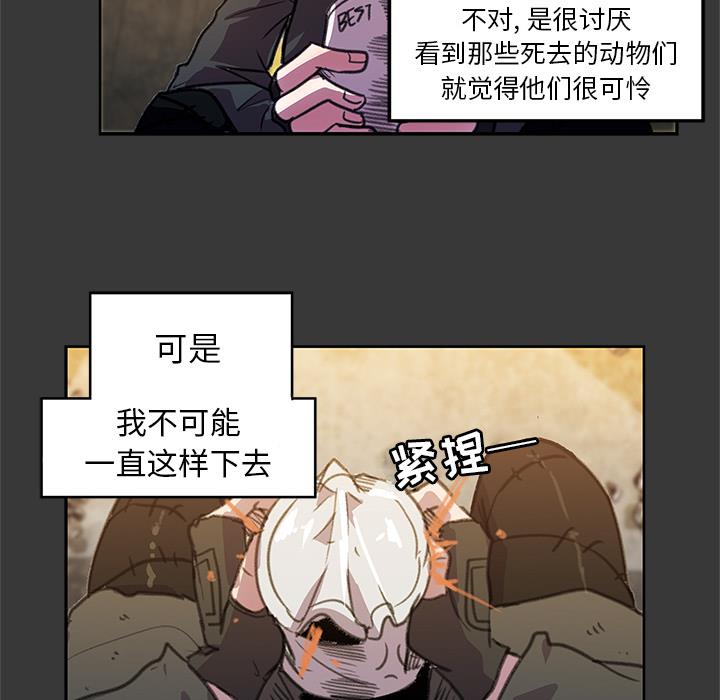 BEST
不对, 是很讨厌
看到那些死去的动物们
就觉得他们很可怜
可是
我不可能
一直这样下去
紧捏一